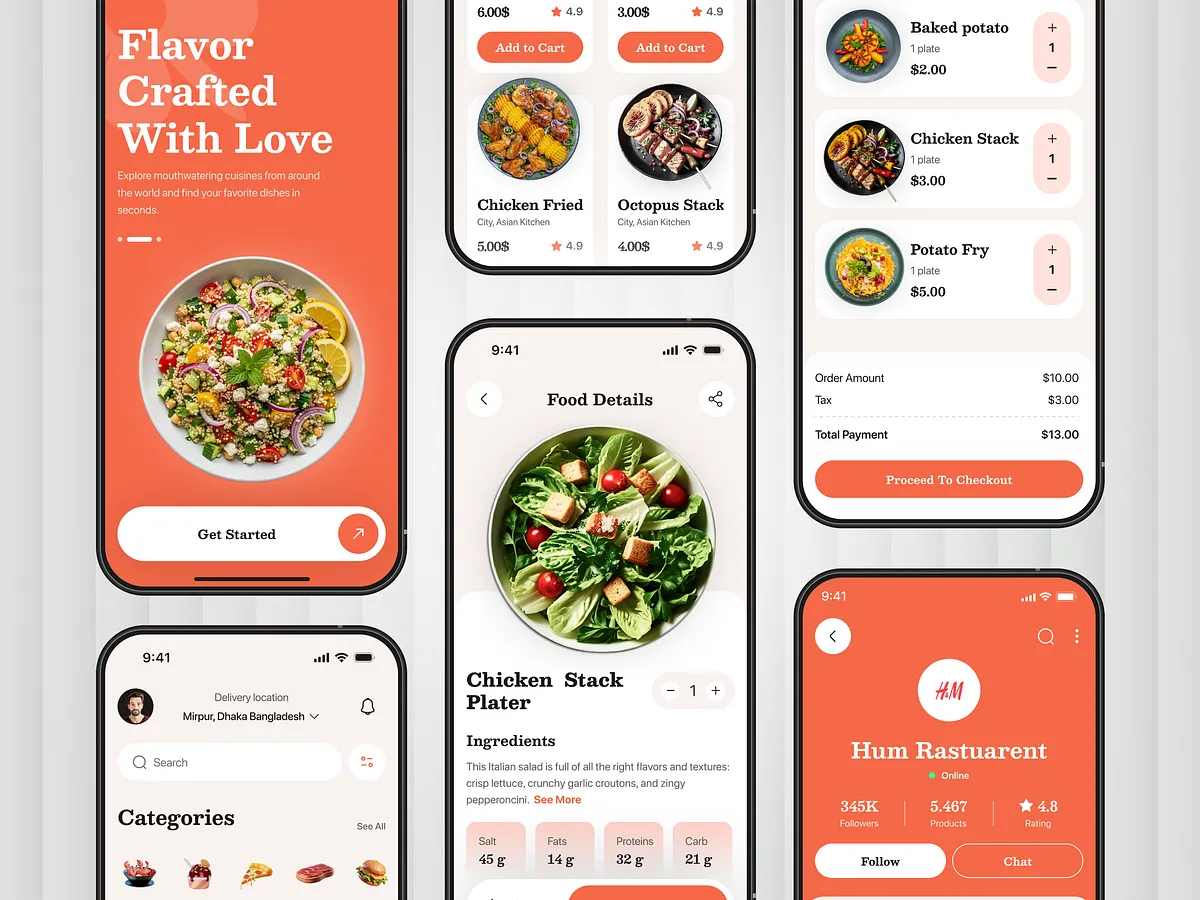 Flavor
Crafted
With Love
Explore mouthwatering cuisines from around
the world and find your favorite dishes in
seconds.
Get Started
9:41
Delivery location
Mirpur, Dhaka Bangladesh
Search
Categories
See All
6.00$ 4.9
3.00$ 4.9
Add to Cart
Add to Cart
Chicken Fried
City, Asian Kitchen
5.00$ 4.9
Octopus Stack
City, Asian Kitchen
4.00$ 4.9
9:41
Food Details
Chicken Stack
Plater
- 1 +
Ingredients
This Italian salad is full of all the right flavors and textures:
crisp lettuce, crunchy garlic croutons, and zingy
pepperoncini. See More
Salt
45 g
Fats
14 g
Proteins
32 g
Carb
21 g
Baked potato
1 plate
$2.00
+
1
-
Chicken Stack
1 plate
$3.00
+
1
-
Potato Fry
1 plate
$5.00
+
1
-
Order Amount $10.00
Tax $3.00
Total Payment $13.00
Proceed To Checkout
9:41
H&M
Hum Rastuarent
Online
345K
Followers
5.467
Products
4.8
Rating
Follow
Chat